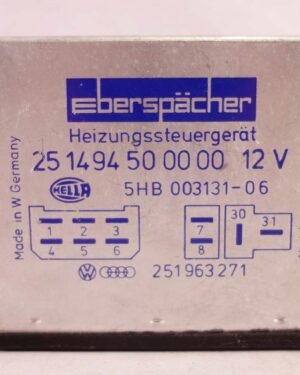 Eberspächer
Heizungssteuergerät
25 1494 50 00 00 12 V
HELLA 5HB 003131-06
Made in W Germany
1 2 3 7 30 31
4 5 6 8
251963271